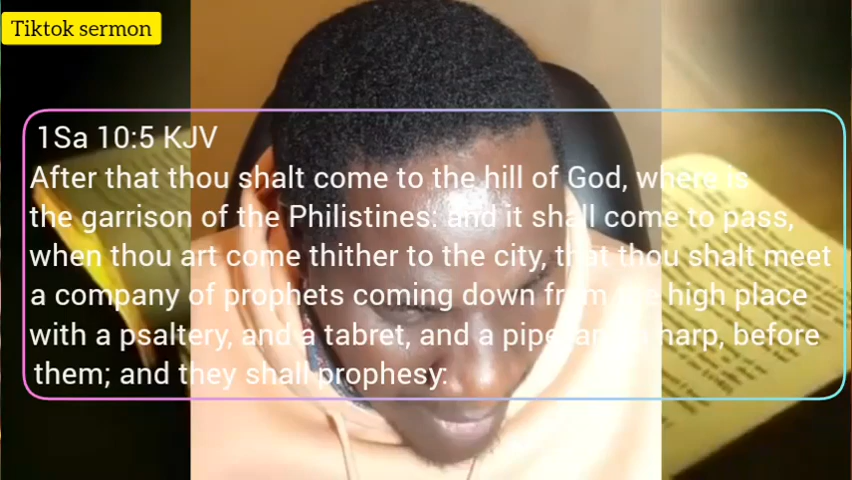 Tiktok sermon
1Sa 10:5 KJV
After that thou shalt come to the hill of God, where is
the garrison of the Philistines: and it shall come to pass,
when thou art come thither to the city, that thou shalt meet
a company of prophets coming down from the high place
with a psaltery, and a tabret, and a pipe, and a harp, before
them; and they shall prophesy: